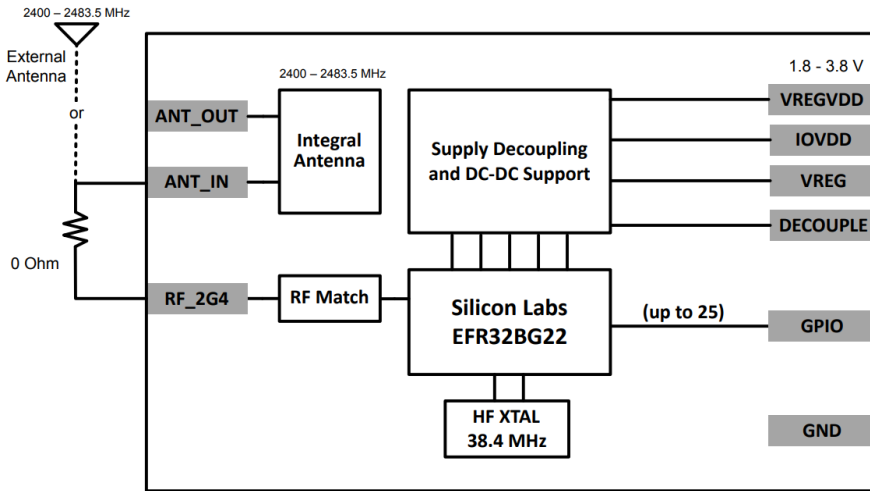 2400 – 2483.5 MHz
External
Antenna
or
0 Ohm
ANT_OUT
ANT_IN
RF_2G4
2400 – 2483.5 MHz
Integral
Antenna
RF Match
Supply Decoupling
and DC-DC Support
Silicon Labs
EFR32BG22
HF XTAL
38.4 MHz
(up to 25)
1.8 - 3.8 V
VREGVDD
IOVDD
VREG
DECOUPLE
GPIO
GND